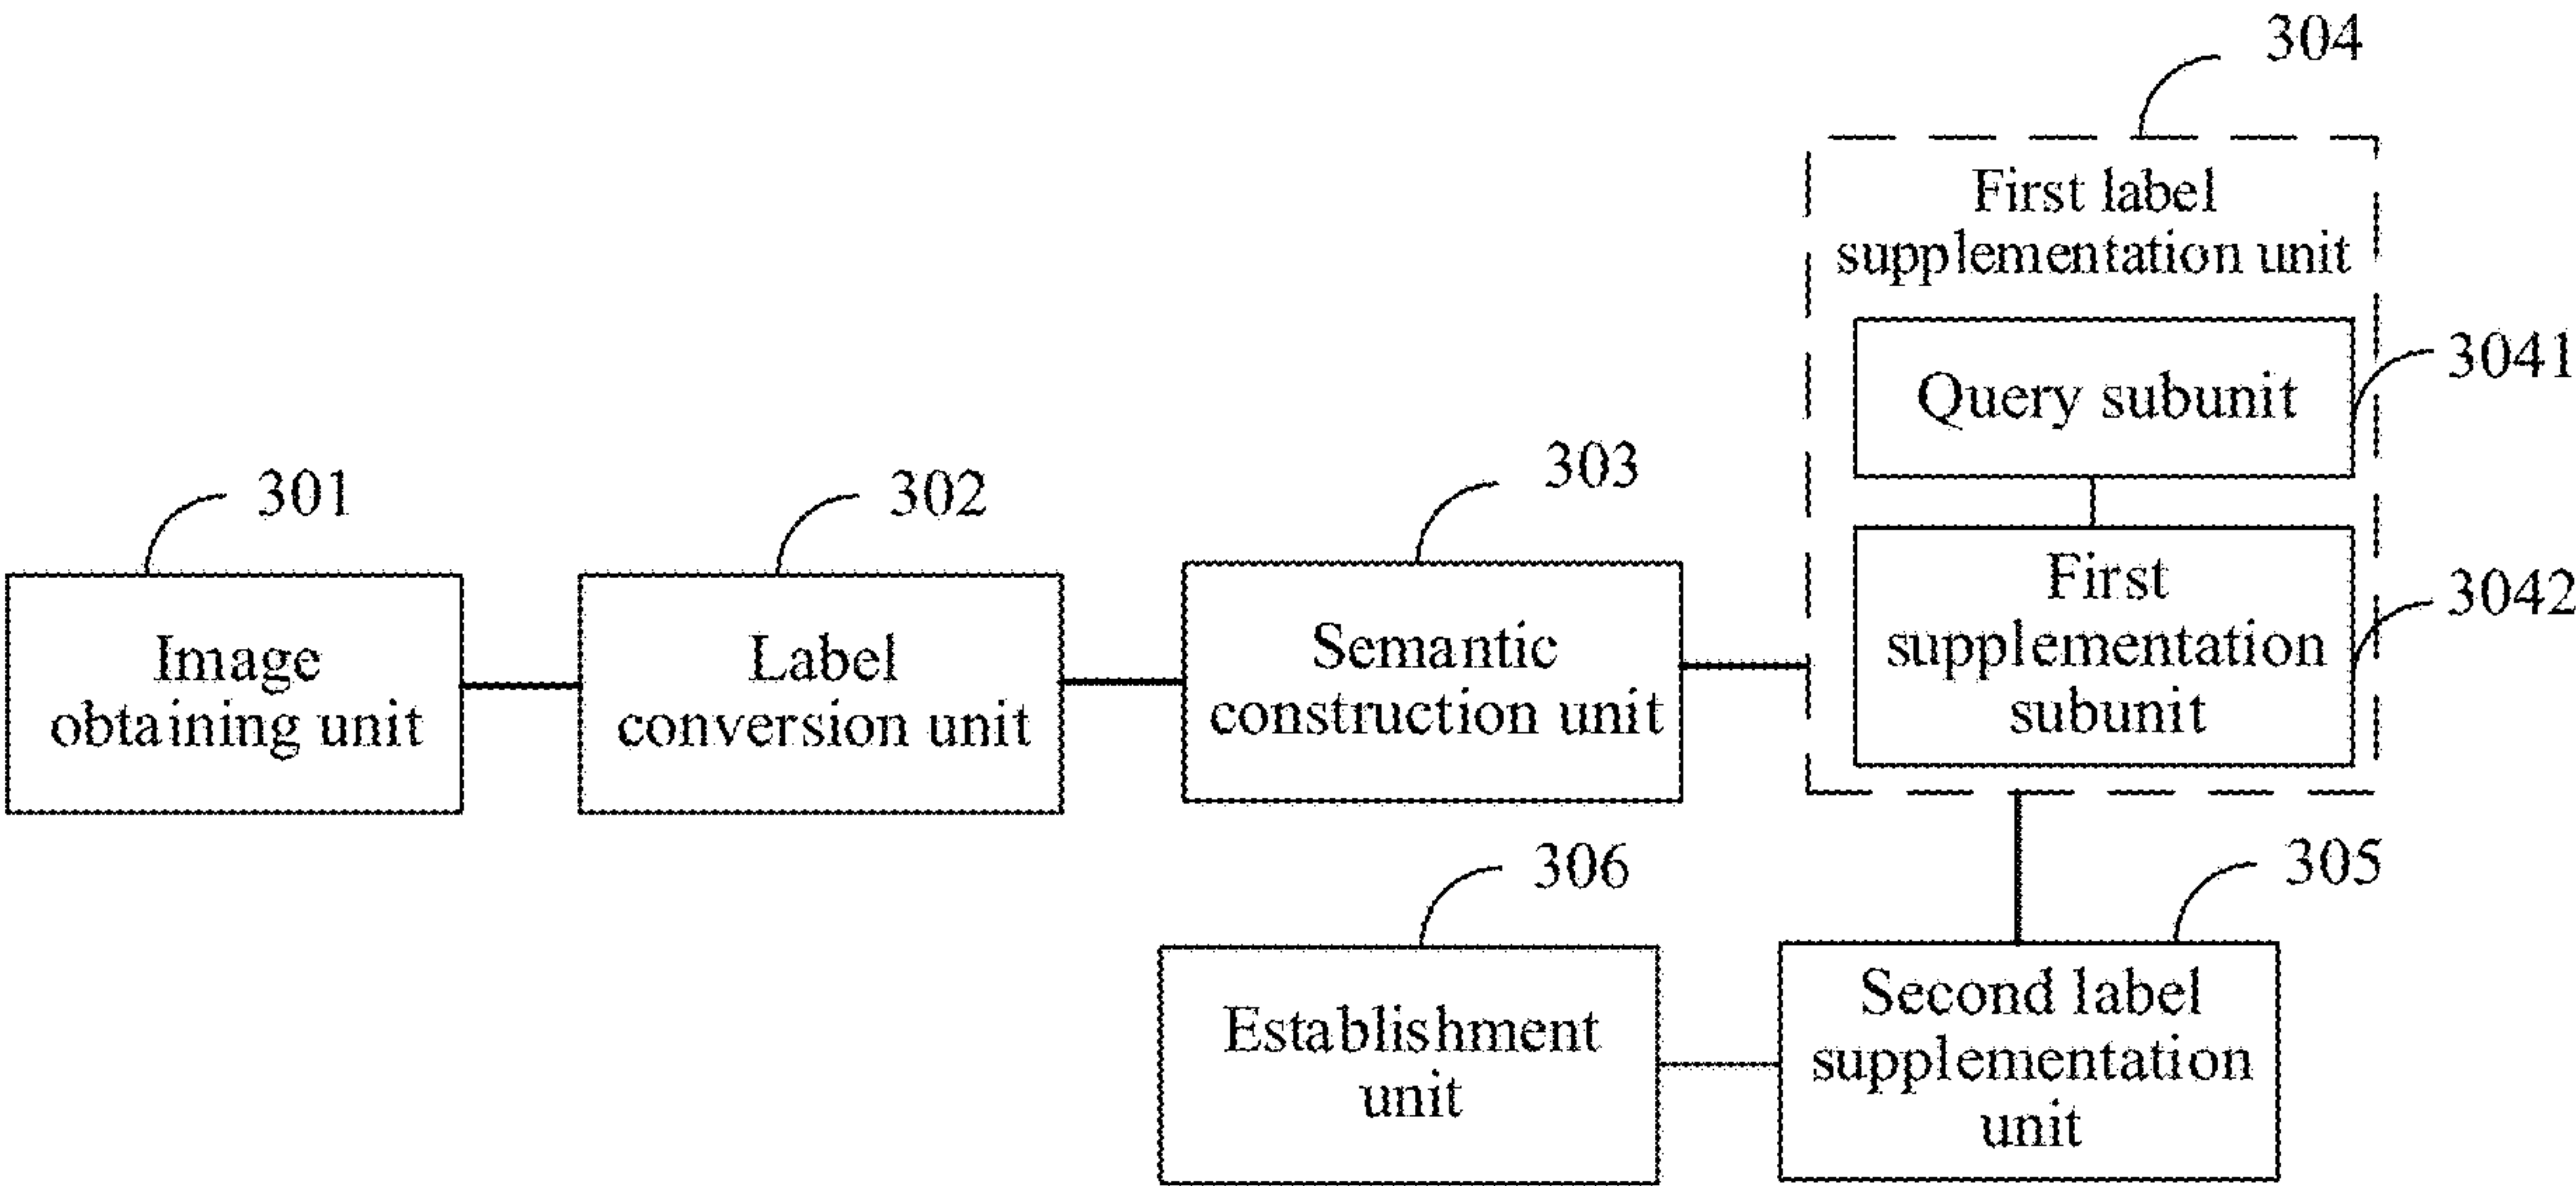 304
First label
supplementation unit
3041
Query subunit
301
302
303
First
supplementation
subunit
3042
Image
obtaining unit
Label
conversion unit
Semantic
construction unit
306
305
Establishment
unit
Second label
supplementation
unit